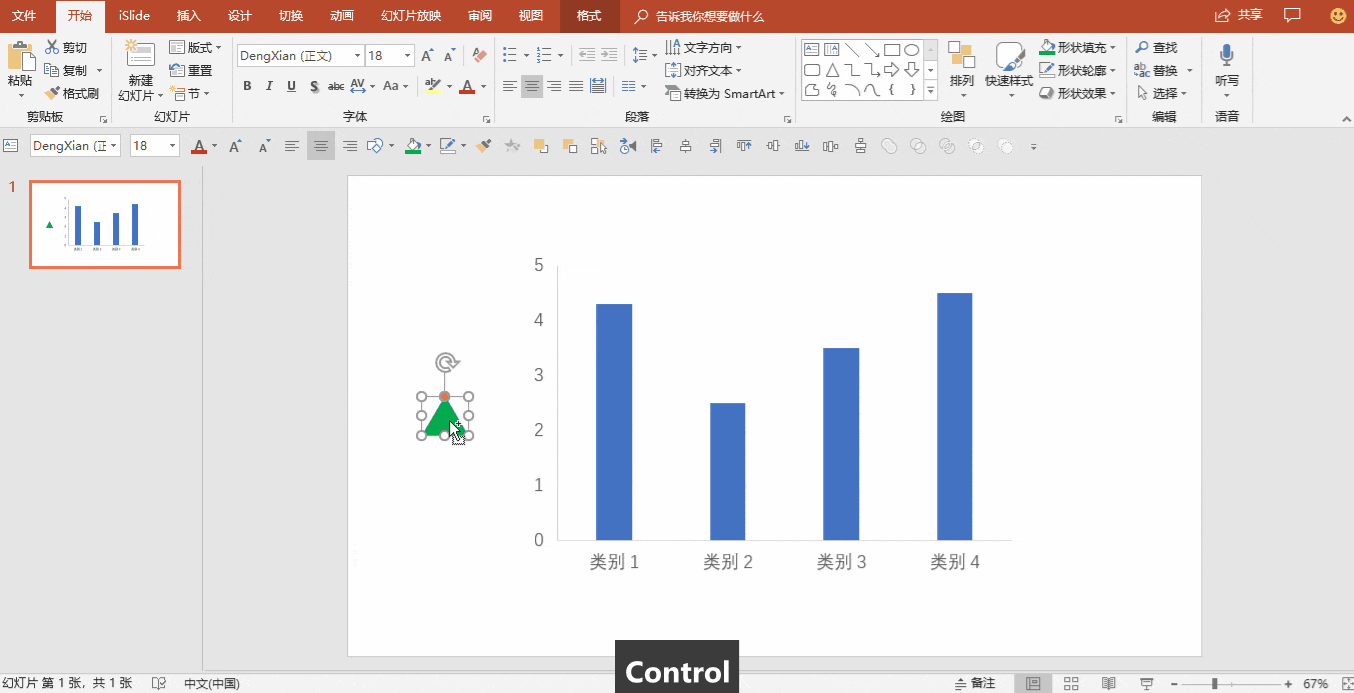 文件 开始 iSlide 插入 设计 切换 动画 幻灯片放映 审阅 视图 格式 告诉我你想要做什么 共享
粘贴 剪切 复制 格式刷 剪贴板
新建 幻灯片 版式 重置 节 幻灯片
DengXian (正文) 18
B I U S abc AV Aa A 字体
文字方向 对齐文本 转换为 SmartArt 段落
排列 快速样式 形状填充 形状轮廓 形状效果 绘图
查找 替换 选择 编辑
听写 语音
DengXian (正 18
1
5
4
3
2
1
0
类别 1 类别 2 类别 3 类别 4
Control
幻灯片 第 1 张，共 1 张 中文(中国) 备注 67%